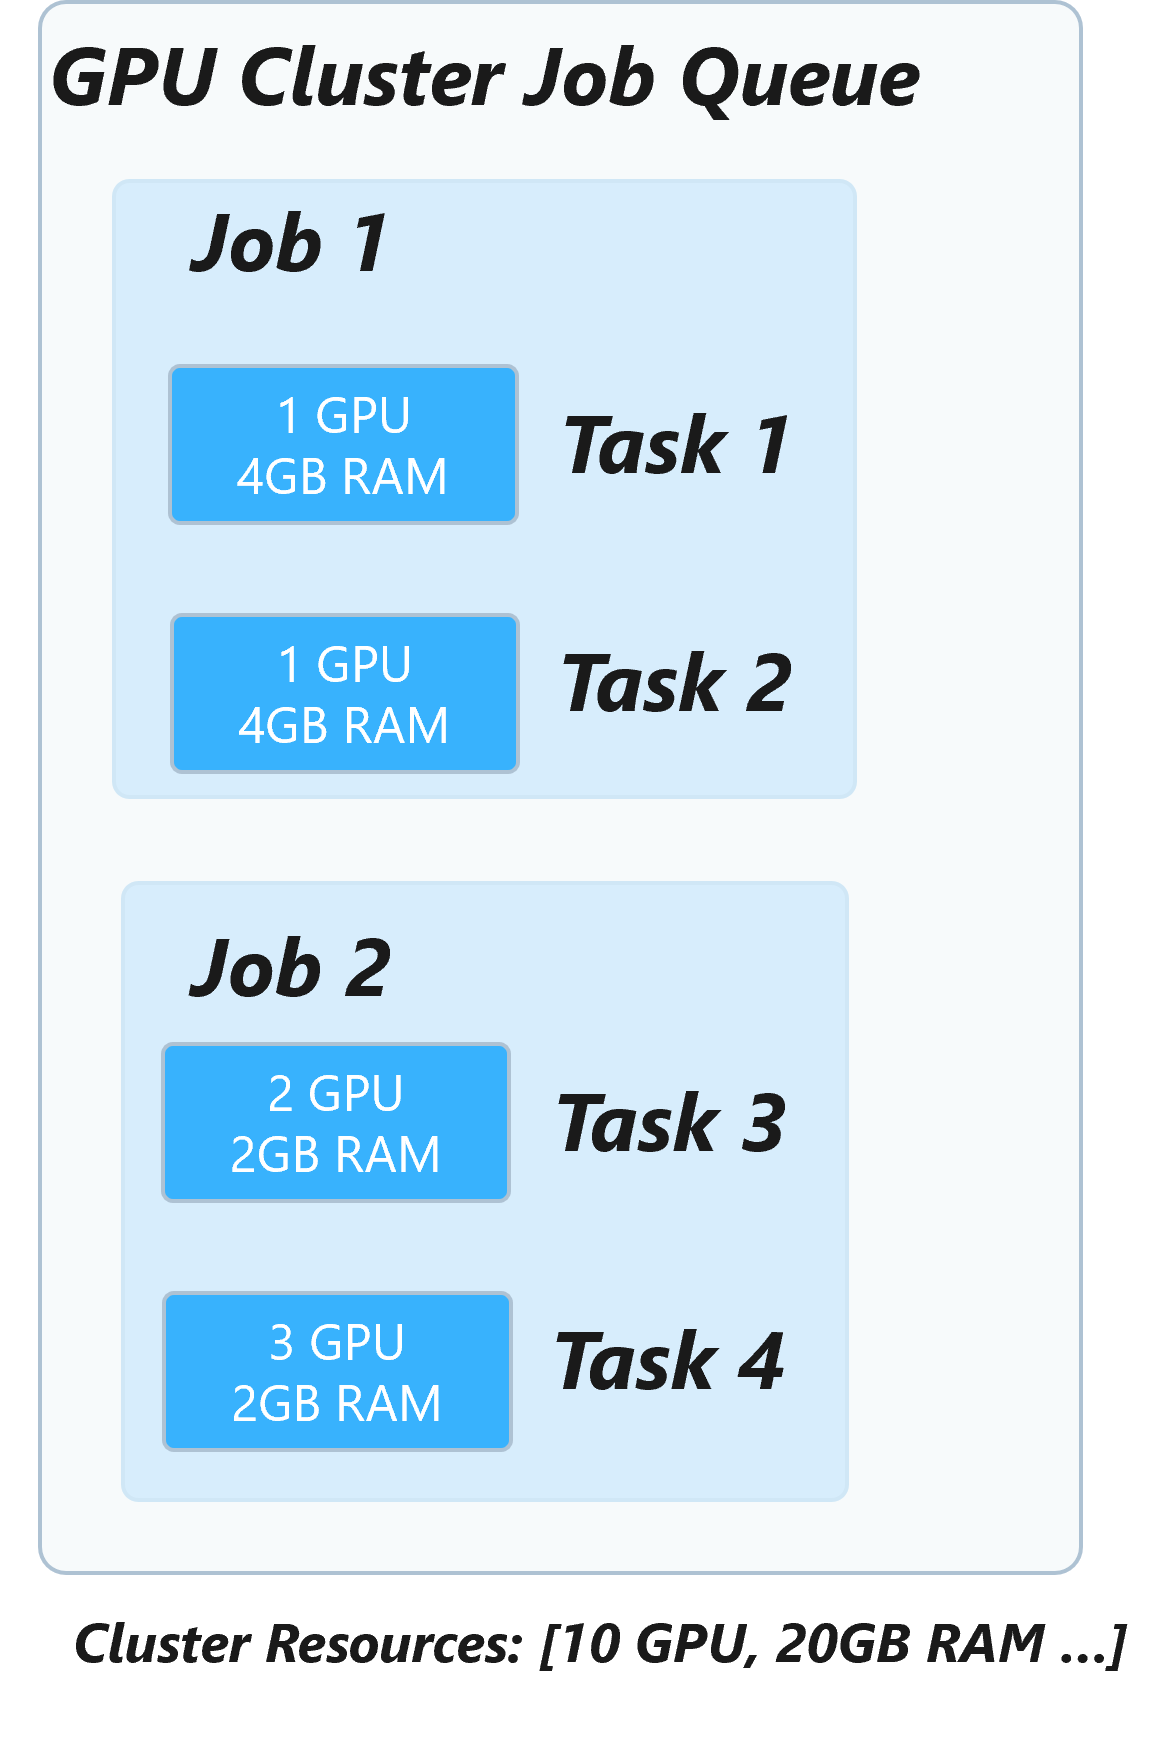 GPU Cluster Job Queue
Job 1
1 GPU
4GB RAM
Task 1
1 GPU
4GB RAM
Task 2
Job 2
2 GPU
2GB RAM
Task 3
3 GPU
2GB RAM
Task 4
Cluster Resources: [10 GPU, 20GB RAM ...]